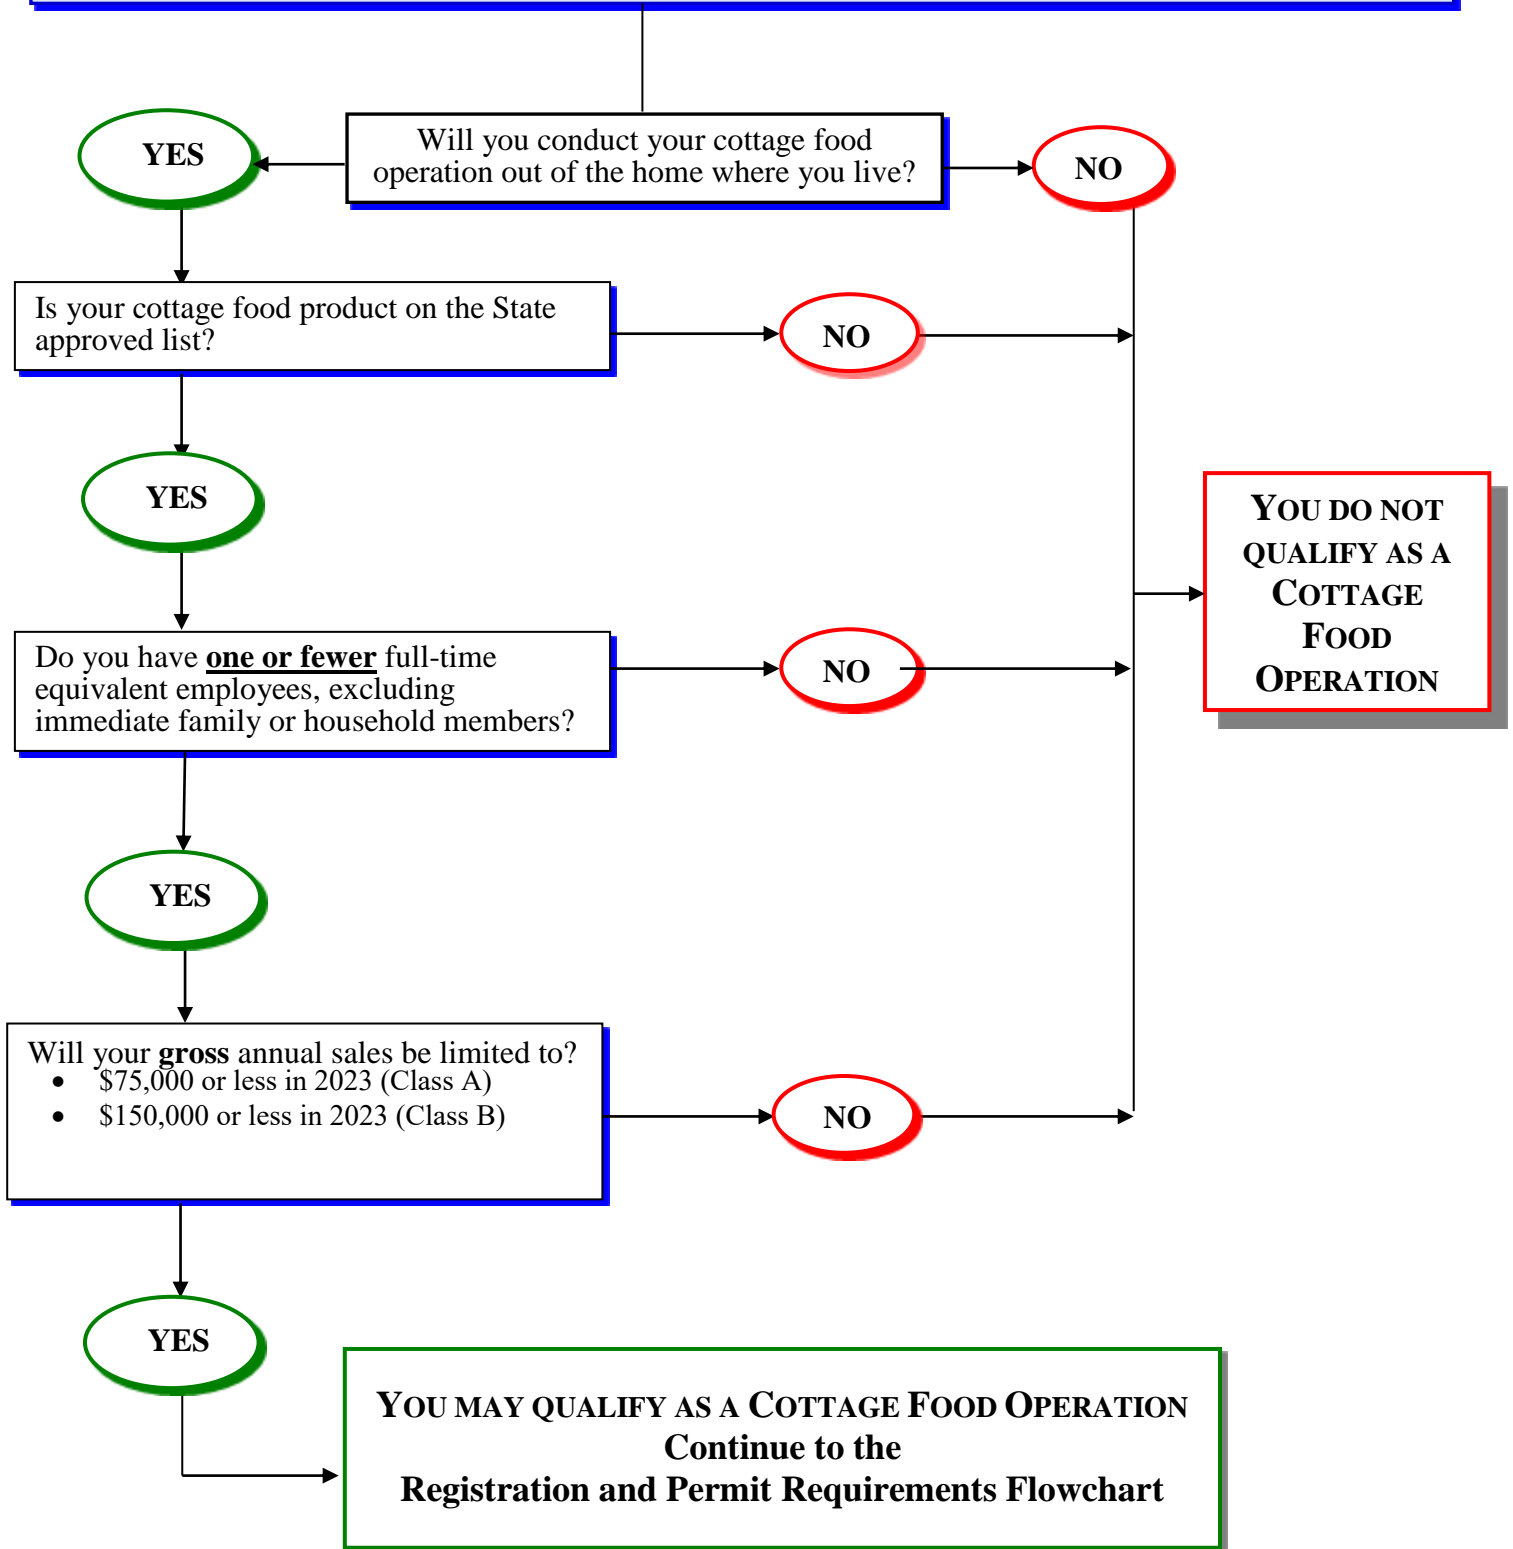 Will you conduct your cottage food
operation out of the home where you live?
YES
NO
Is your cottage food product on the State
approved list?
NO
YES
Do you have one or fewer full-time
equivalent employees, excluding
immediate family or household members?
NO
YOU DO NOT
QUALIFY AS A
COTTAGE
FOOD
OPERATION
YES
Will your gross annual sales be limited to?
• $75,000 or less in 2023 (Class A)
• $150,000 or less in 2023 (Class B)
NO
YES
YOU MAY QUALIFY AS A COTTAGE FOOD OPERATION
Continue to the
Registration and Permit Requirements Flowchart